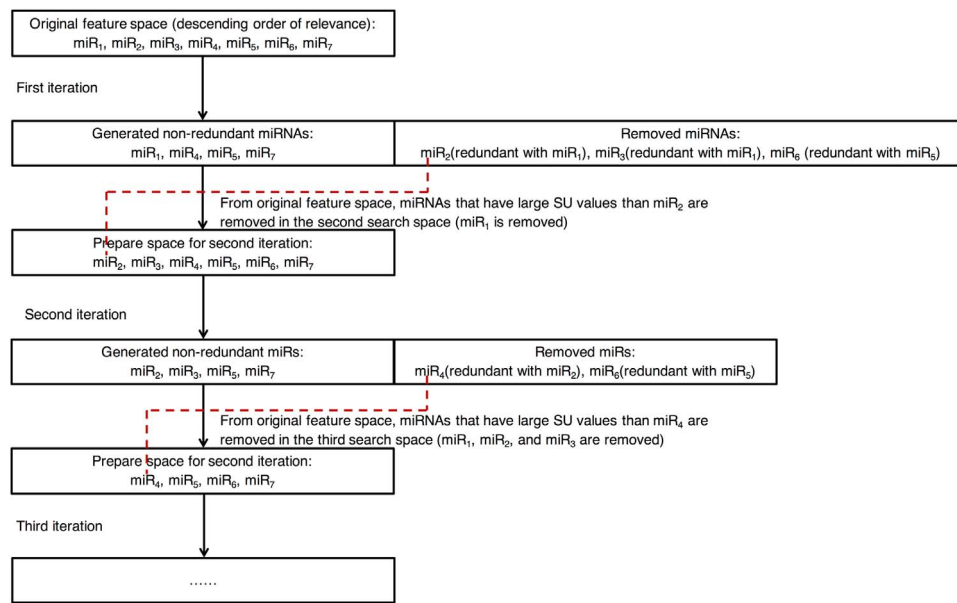 Original feature space (descending order of relevance):
miR₁, miR₂, miR₃, miR₄, miR₅, miR₆, miR₇
First iteration
Generated non-redundant miRNAs:
miR₁, miR₄, miR₅, miR₇
Removed miRNAs:
miR₂(redundant with miR₁), miR₃(redundant with miR₁), miR₆ (redundant with miR₅)
From original feature space, miRNAs that have large SU values than miR₂ are
removed in the second search space (miR₁ is removed)
Prepare space for second iteration:
miR₂, miR₃, miR₄, miR₅, miR₆, miR₇
Second iteration
Generated non-redundant miRs:
miR₂, miR₃, miR₅, miR₇
Removed miRs:
miR₄(redundant with miR₂), miR₆(redundant with miR₅)
From original feature space, miRNAs that have large SU values than miR₄ are
removed in the third search space (miR₁, miR₂, and miR₃ are removed)
Prepare space for second iteration:
miR₄, miR₅, miR₆, miR₇
Third iteration
......